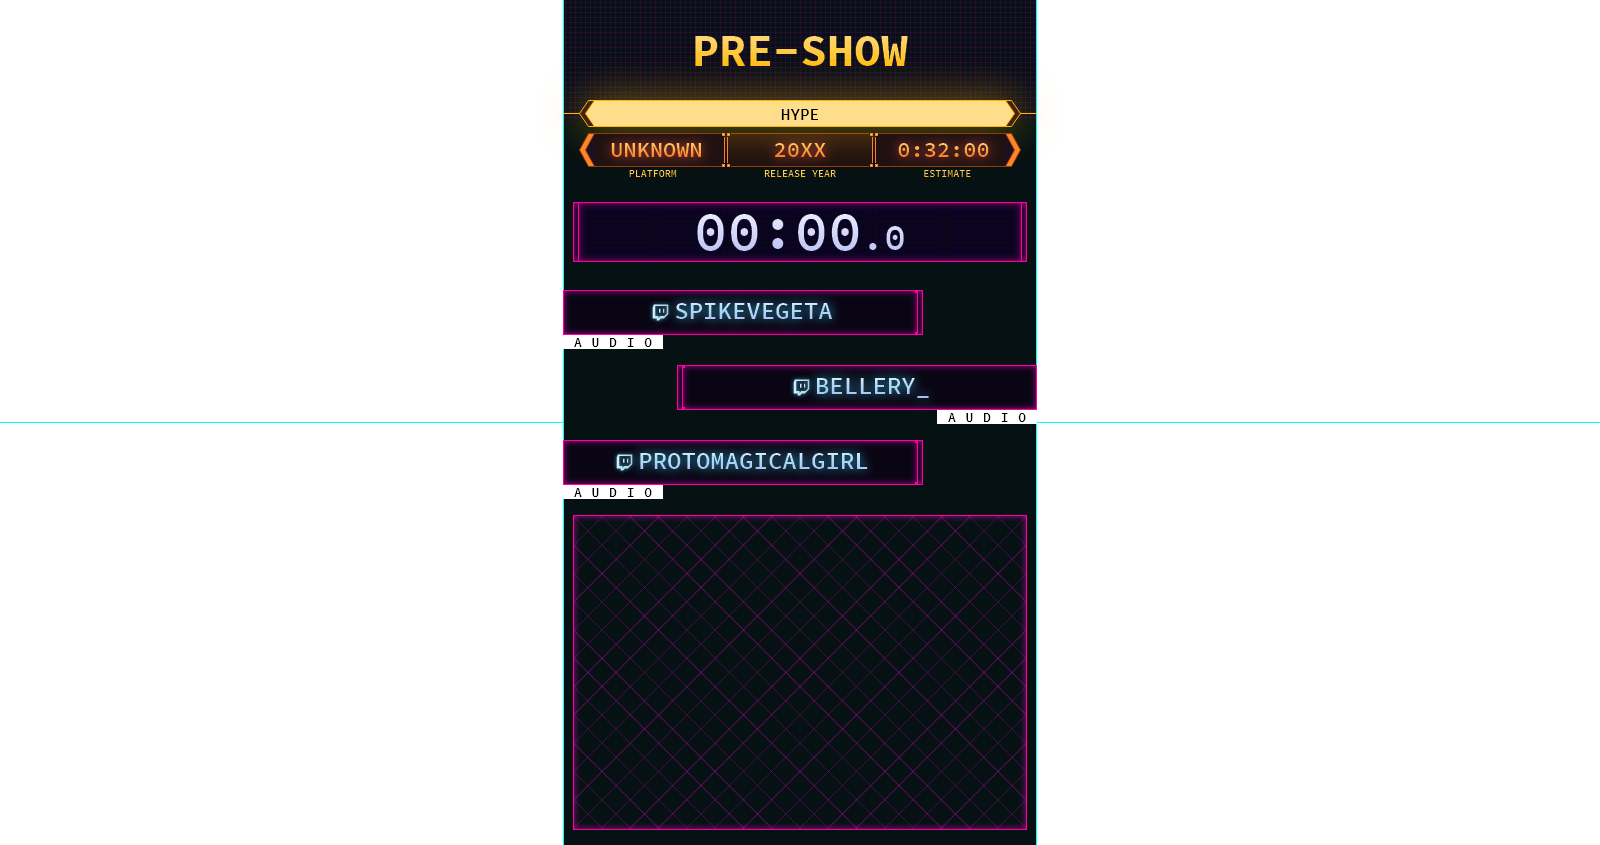 PRE-SHOW
HYPE
UNKNOWN 20XX 0:32:00
PLATFORM RELEASE YEAR ESTIMATE
00:00.0
SPIKEVEGETA
AUDIO
BELLERY_
AUDIO
PROTOMAGICALGIRL
AUDIO